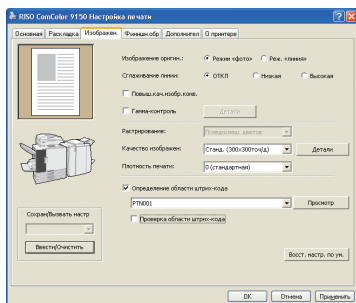 RISO ComColor 9150 Настройка печати
Основная Раскладка Изображен. Финишн.обр Дополнител О принтере
Изображение оригин.: Режим «фото» Реж. «линия»
Сглаживание линии: ОТКЛ Низкая Высокая
Повыш.кач.изобр.конв.
Гамма-контроль Детали
Растрирование:
Качество изображен: Станд. (300x300точ/д) Детали
Плотность печати: 0 (стандартная)
Определение области штрих-кода
PTN001 Просмотр
Проверка области штрих-кода
Сохран/Вызвать настр
Ввести/Очистить
Восст. настр. по ум.
OK Отмена Применить